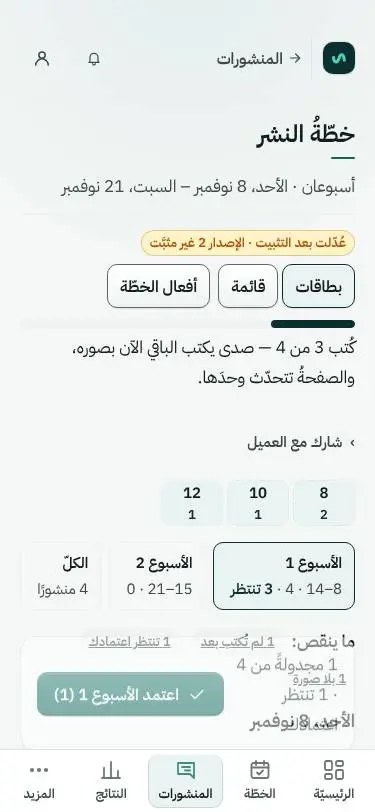 المنشورات
خطّةُ النشر
أسبوعان · الأحد، 8 نوفمبر – السبت، 21 نوفمبر
عُدّلت بعد التثبيت · الإصدار 2 غير مثبَّت
بطاقات
قائمة
أفعال الخطّة
كُتب 3 من 4 — صدى يكتب الباقي الآن بصوره،
والصفحةُ تتحدّث وحدَها.
‹ شارك مع العميل
8 10 12
2 1 1
الأسبوع 1
8–14 · 4 · 3 تنتظر
الأسبوع 2
15–21 · 0
الكلّ
4 منشورًا
ما ينقص: 1 لم يُكتب بعد 1 تنتظر اعتمادك
1 مجدولةً من 4
1 بلا صورة
· 1 تنتظر
اعتمد الأسبوع 1 (1)
الأحد، 8 نوفمبر
الرئيسيّة
الخطّة
المنشورات
النتائج
المزيد